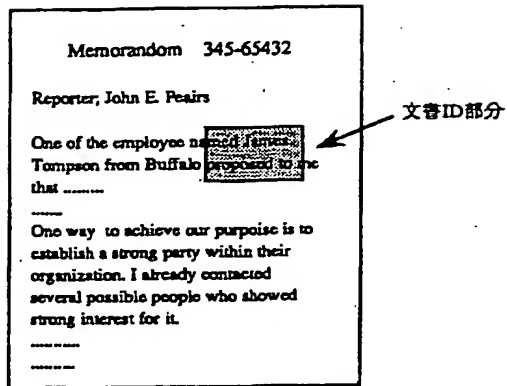 Memorandom 345-65432
Reporter, John E. Peairs
One of the employee named James
Tompson from Buffalo proposed to me
that .........
.......
One way to achieve our purpoise is to
establish a strong party within their
organization. I already contacted
several possible people who showed
strong interest for it.
...........
..........
文書ID部分